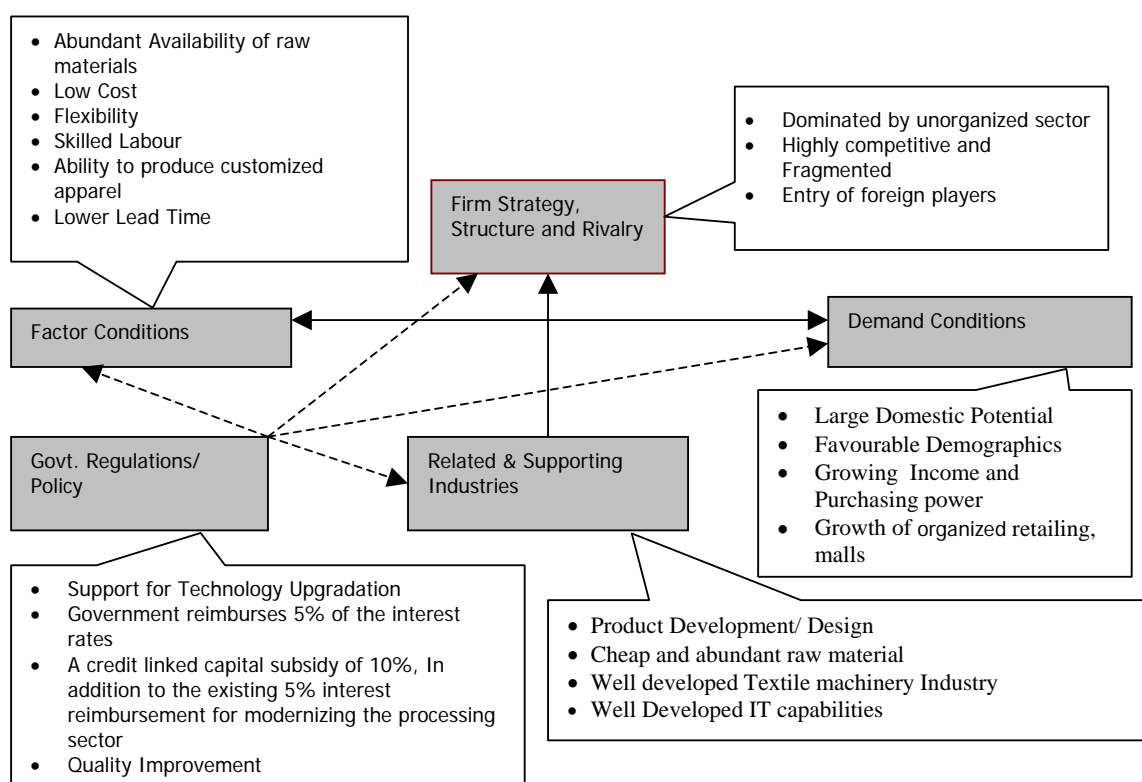 • Abundant Availability of raw
materials
• Low Cost
• Flexibility
• Skilled Labour
• Ability to produce customized
apparel
• Lower Lead Time
• Dominated by unorganized sector
• Highly competitive and
Fragmented
• Entry of foreign players
Firm Strategy,
Structure and Rivalry
Factor Conditions
Demand Conditions
Govt. Regulations/
Policy
Related & Supporting
Industries
• Large Domestic Potential
• Favourable Demographics
• Growing Income and
Purchasing power
• Growth of organized retailing,
malls
• Support for Technology Upgradation
• Government reimburses 5% of the interest
rates
• A credit linked capital subsidy of 10%, In
addition to the existing 5% interest
reimbursement for modernizing the processing
sector
• Quality Improvement
• Product Development/ Design
• Cheap and abundant raw material
• Well developed Textile machinery Industry
• Well Developed IT capabilities